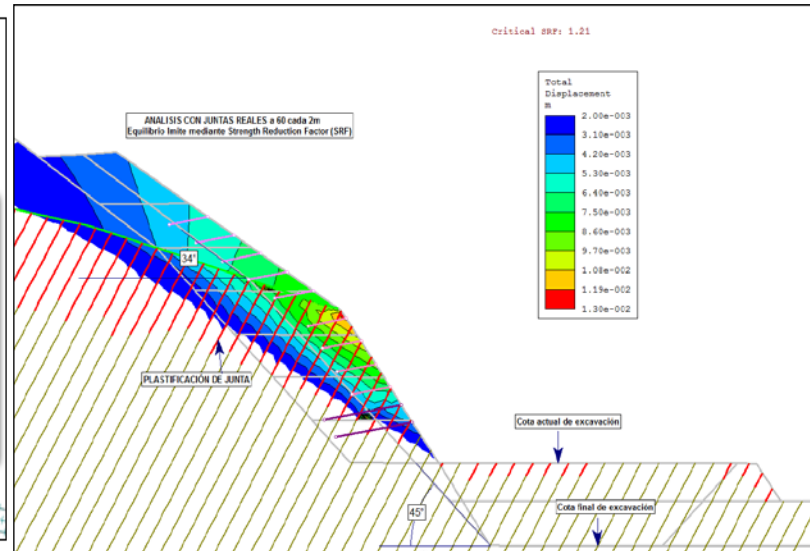 Critical SRF: 1.21
Total
Displacement
m
2.00e-003
3.10e-003
4.20e-003
5.30e-003
6.40e-003
7.50e-003
8.60e-003
9.70e-003
1.08e-002
1.19e-002
1.30e-002
ANALISIS CON JUNTAS REALES a 60 cada 2m
Equilibrio lmite mediante Strength Reduction Factor (SRF)
34°
PLASTIFICACIÓN DE JUNTA
Cota actual de excavación
Cota final de excavación
45°